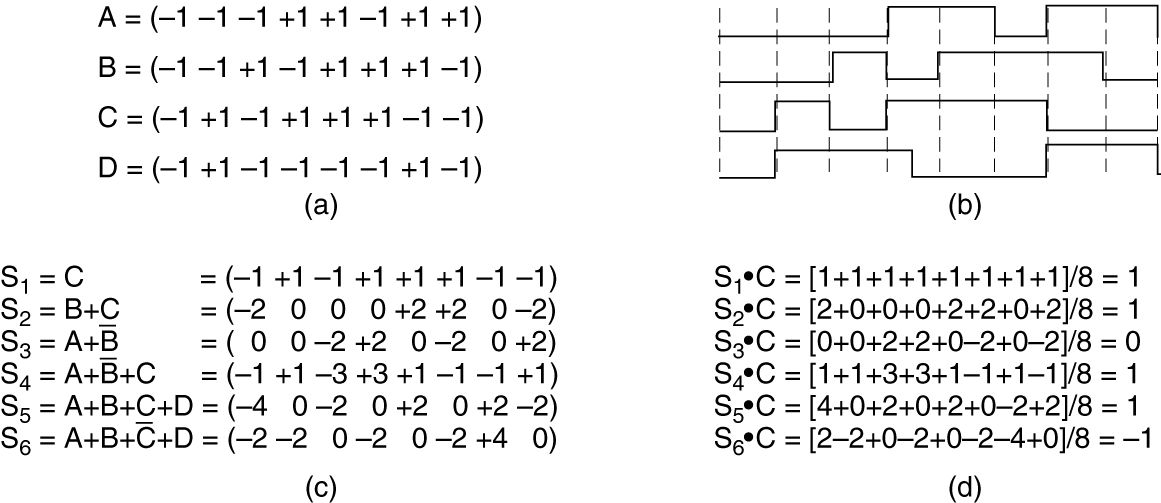 A = (–1 –1 –1 +1 +1 –1 +1 +1)
B = (–1 –1 +1 –1 +1 +1 +1 –1)
C = (–1 +1 –1 +1 +1 +1 –1 –1)
D = (–1 +1 –1 –1 –1 –1 +1 –1)
(a)
(b)
S₁ = C = (–1 +1 –1 +1 +1 +1 –1 –1)
S₂ = B+C = (–2 0 0 0 +2 +2 0 –2)
S₃ = A+B̅ = ( 0 0 –2 +2 0 –2 0 +2)
S₄ = A+B̅+C = (–1 +1 –3 +3 +1 –1 –1 +1)
S₅ = A+B+C+D = (–4 0 –2 0 +2 0 +2 –2)
S₆ = A+B+C̅+D = (–2 –2 0 –2 0 –2 +4 0)
(c)
S₁•C = [1+1+1+1+1+1+1+1]/8 = 1
S₂•C = [2+0+0+0+2+2+0+2]/8 = 1
S₃•C = [0+0+2+2+0–2+0–2]/8 = 0
S₄•C = [1+1+3+3+1–1+1–1]/8 = 1
S₅•C = [4+0+2+0+2+0–2+2]/8 = 1
S₆•C = [2–2+0–2+0–2–4+0]/8 = –1
(d)